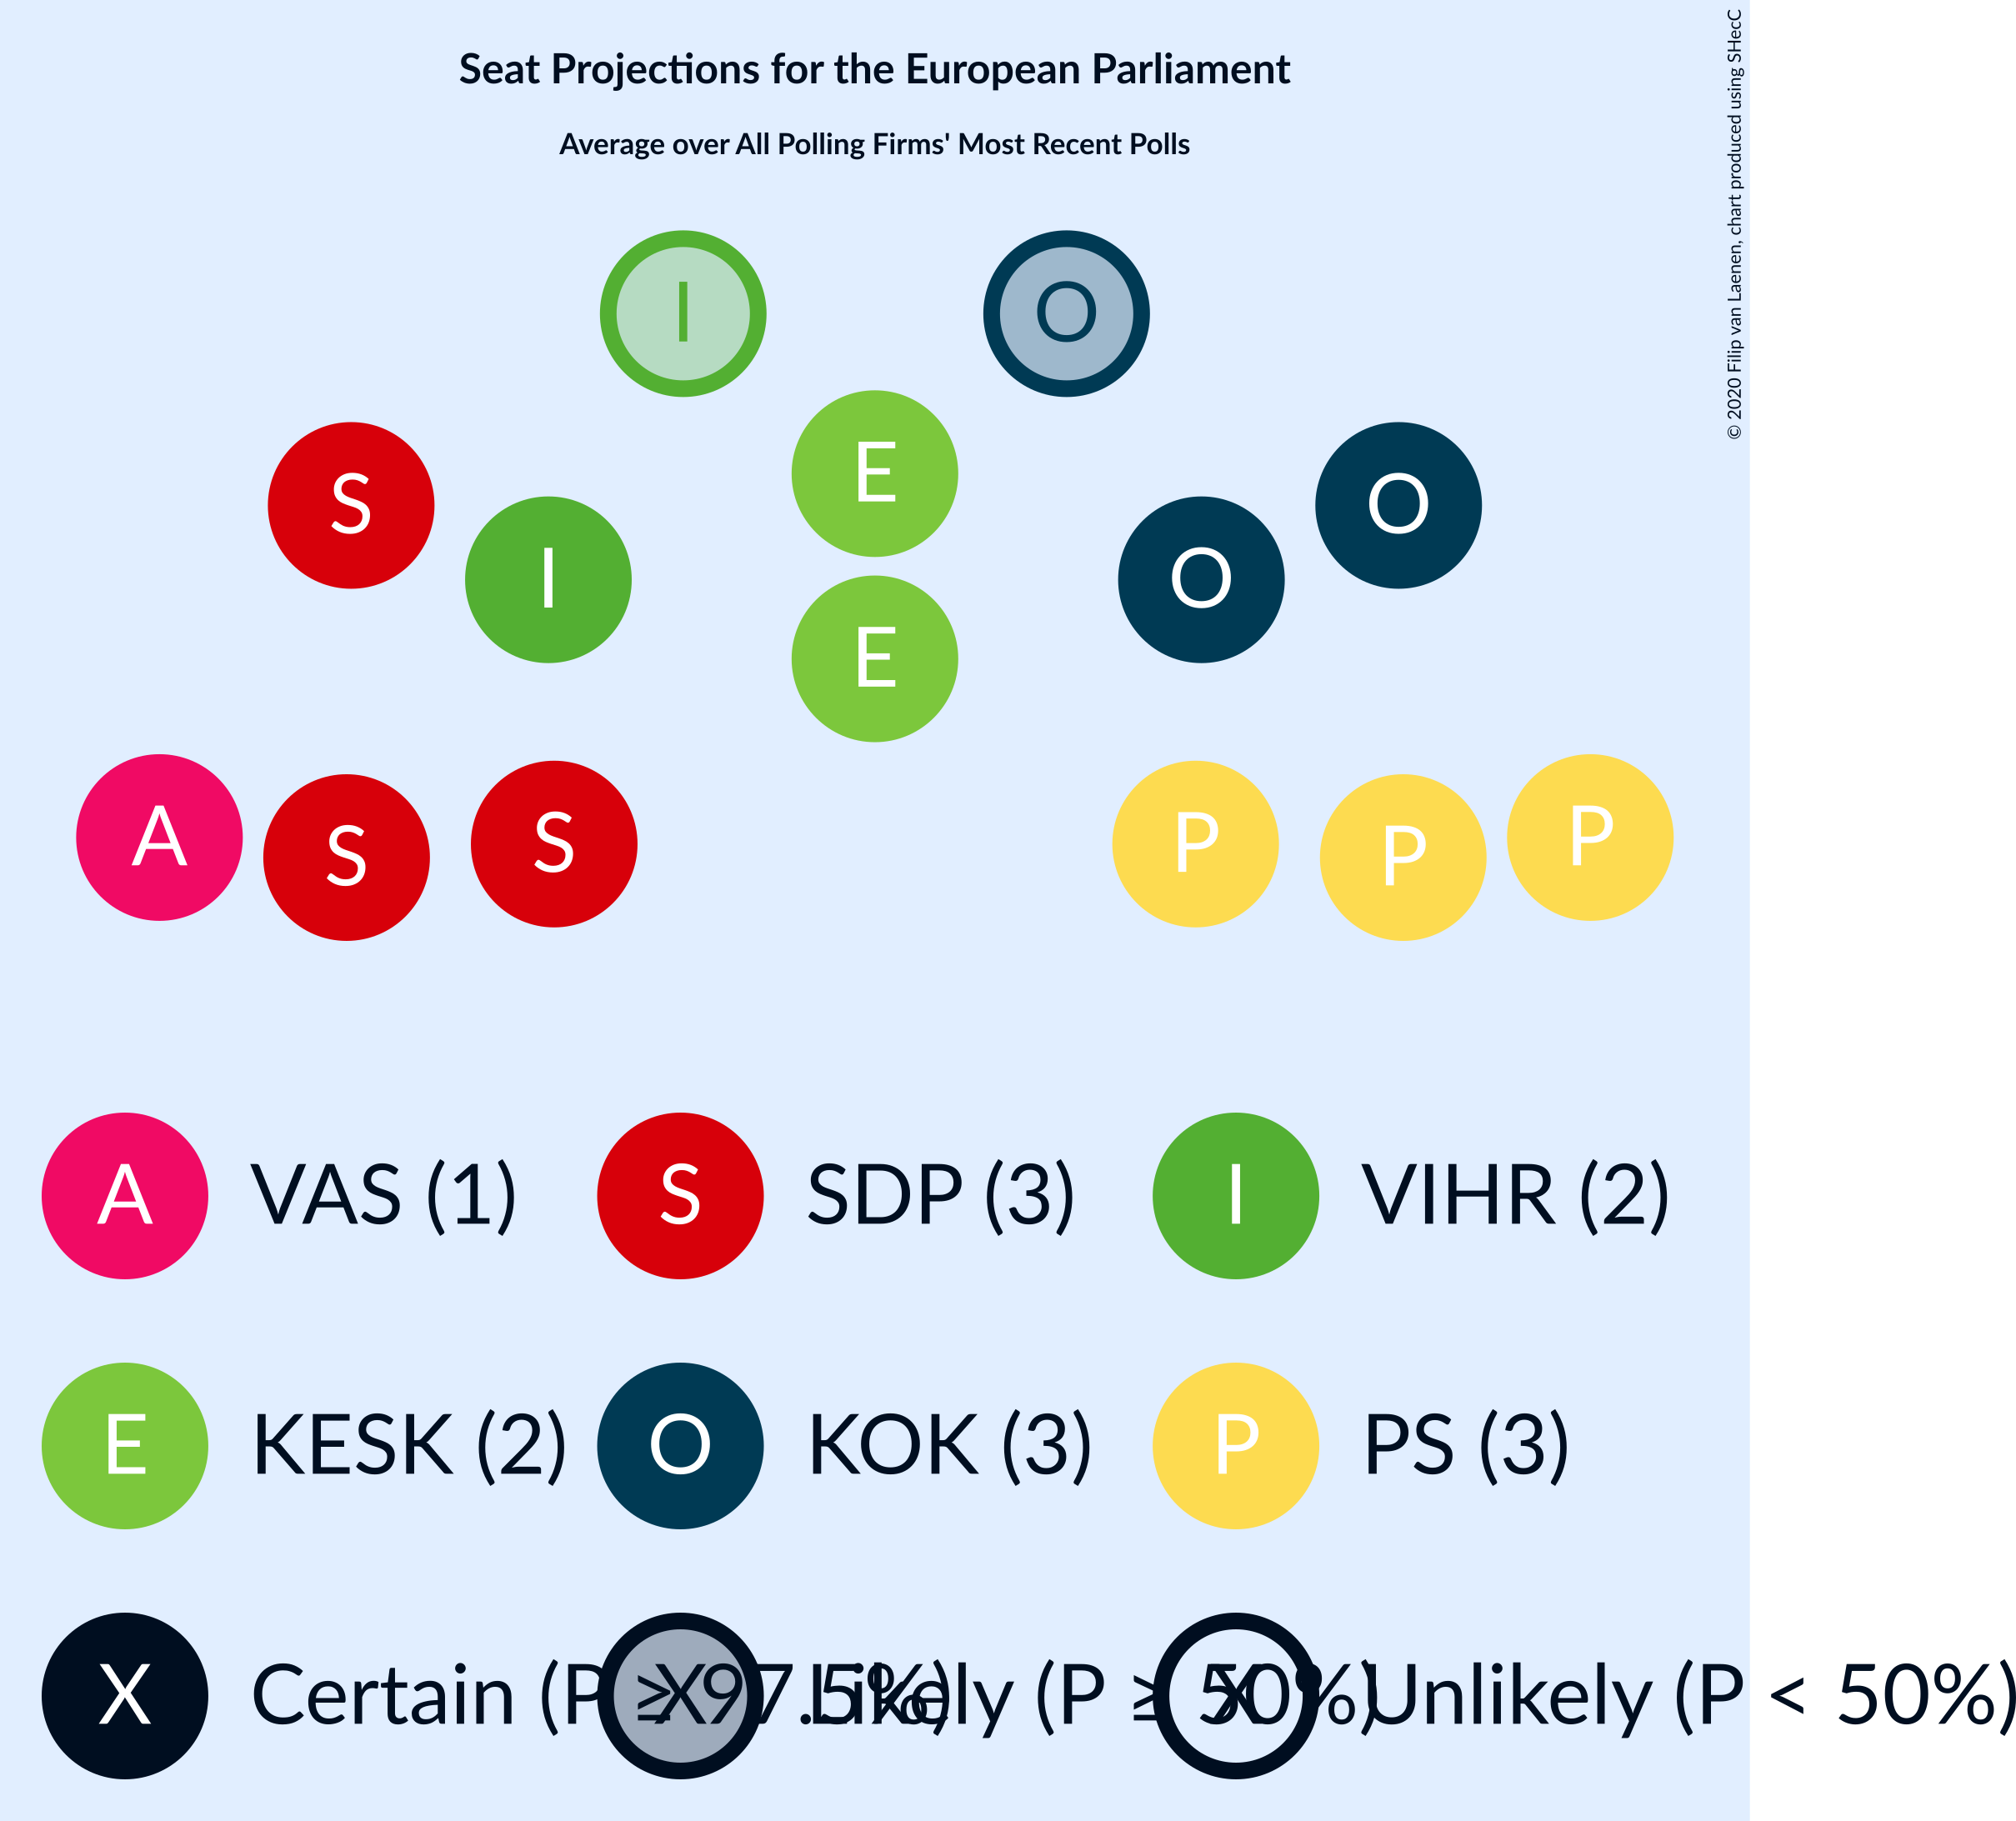 Seat Projections for the European Parliament
Average over All Polling Firms' Most Recent Polls
© 2020 Filip van Laenen, chart produced using SHecC
I O
E
S O
I O
E
A P
S S P P
A VAS (1) S SDP (3) I VIHR (2)
E KESK (2) O KOK (3) P PS (3)
X Certain (P ≥ 97.5%) X Likely (P ≥ 50%) X Unlikely (P < 50%)